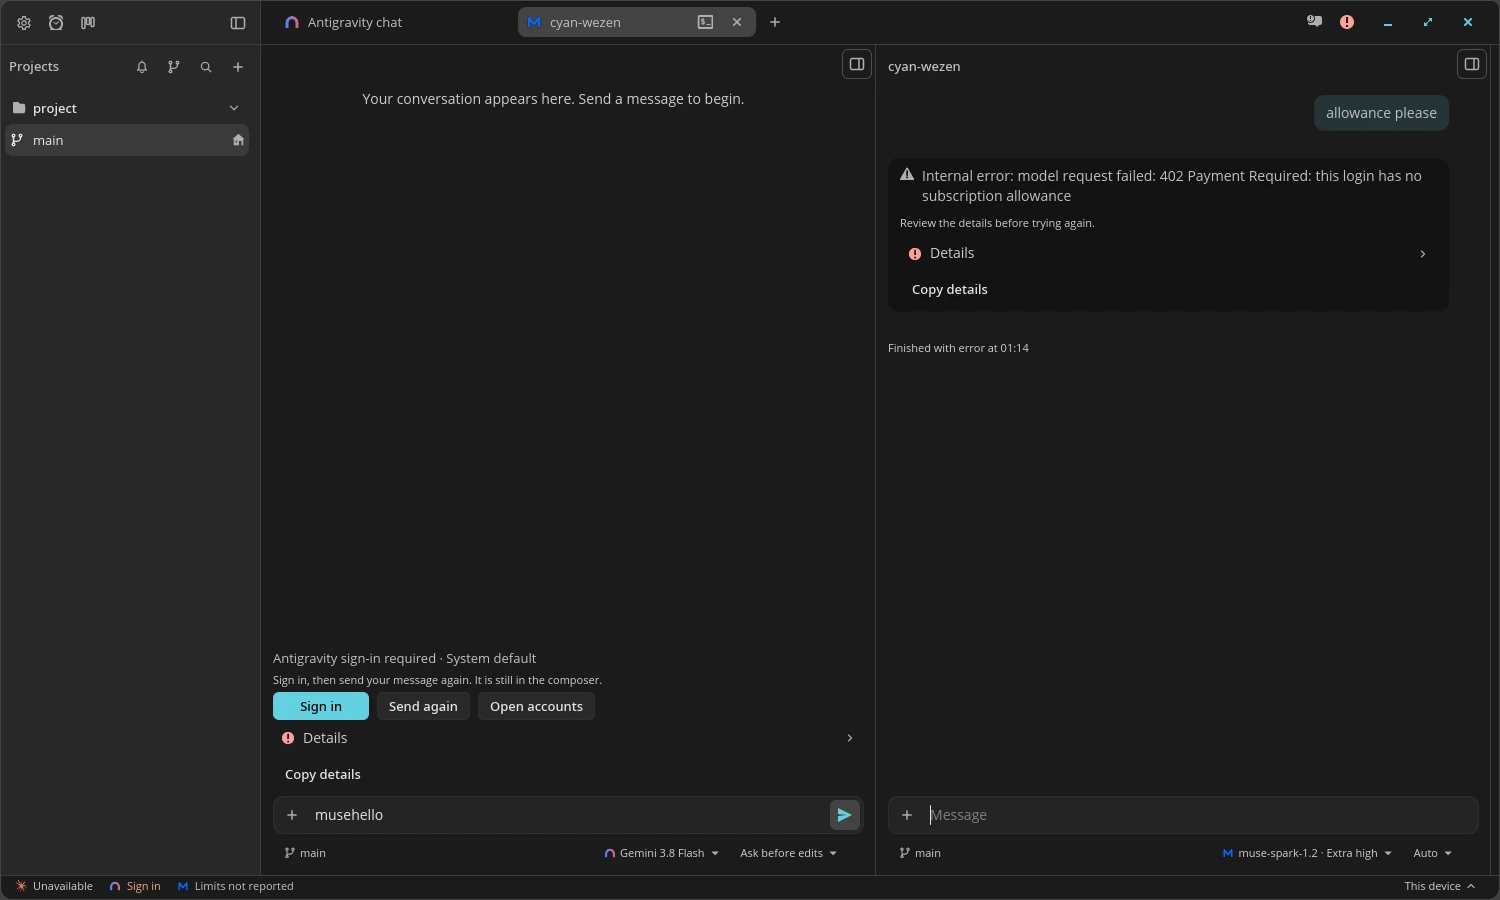 Antigravity chat
cyan-wezen
Projects
project
main
Your conversation appears here. Send a message to begin.
Antigravity sign-in required · System default
Sign in, then send your message again. It is still in the composer.
Sign in
Send again
Open accounts
Details
Copy details
musehello
main
Gemini 3.8 Flash
Ask before edits
cyan-wezen
allowance please
Internal error: model request failed: 402 Payment Required: this login has no
subscription allowance
Review the details before trying again.
Details
Copy details
Finished with error at 01:14
Message
main
muse-spark-1.2 · Extra high
Auto
Unavailable
Sign in
Limits not reported
This device